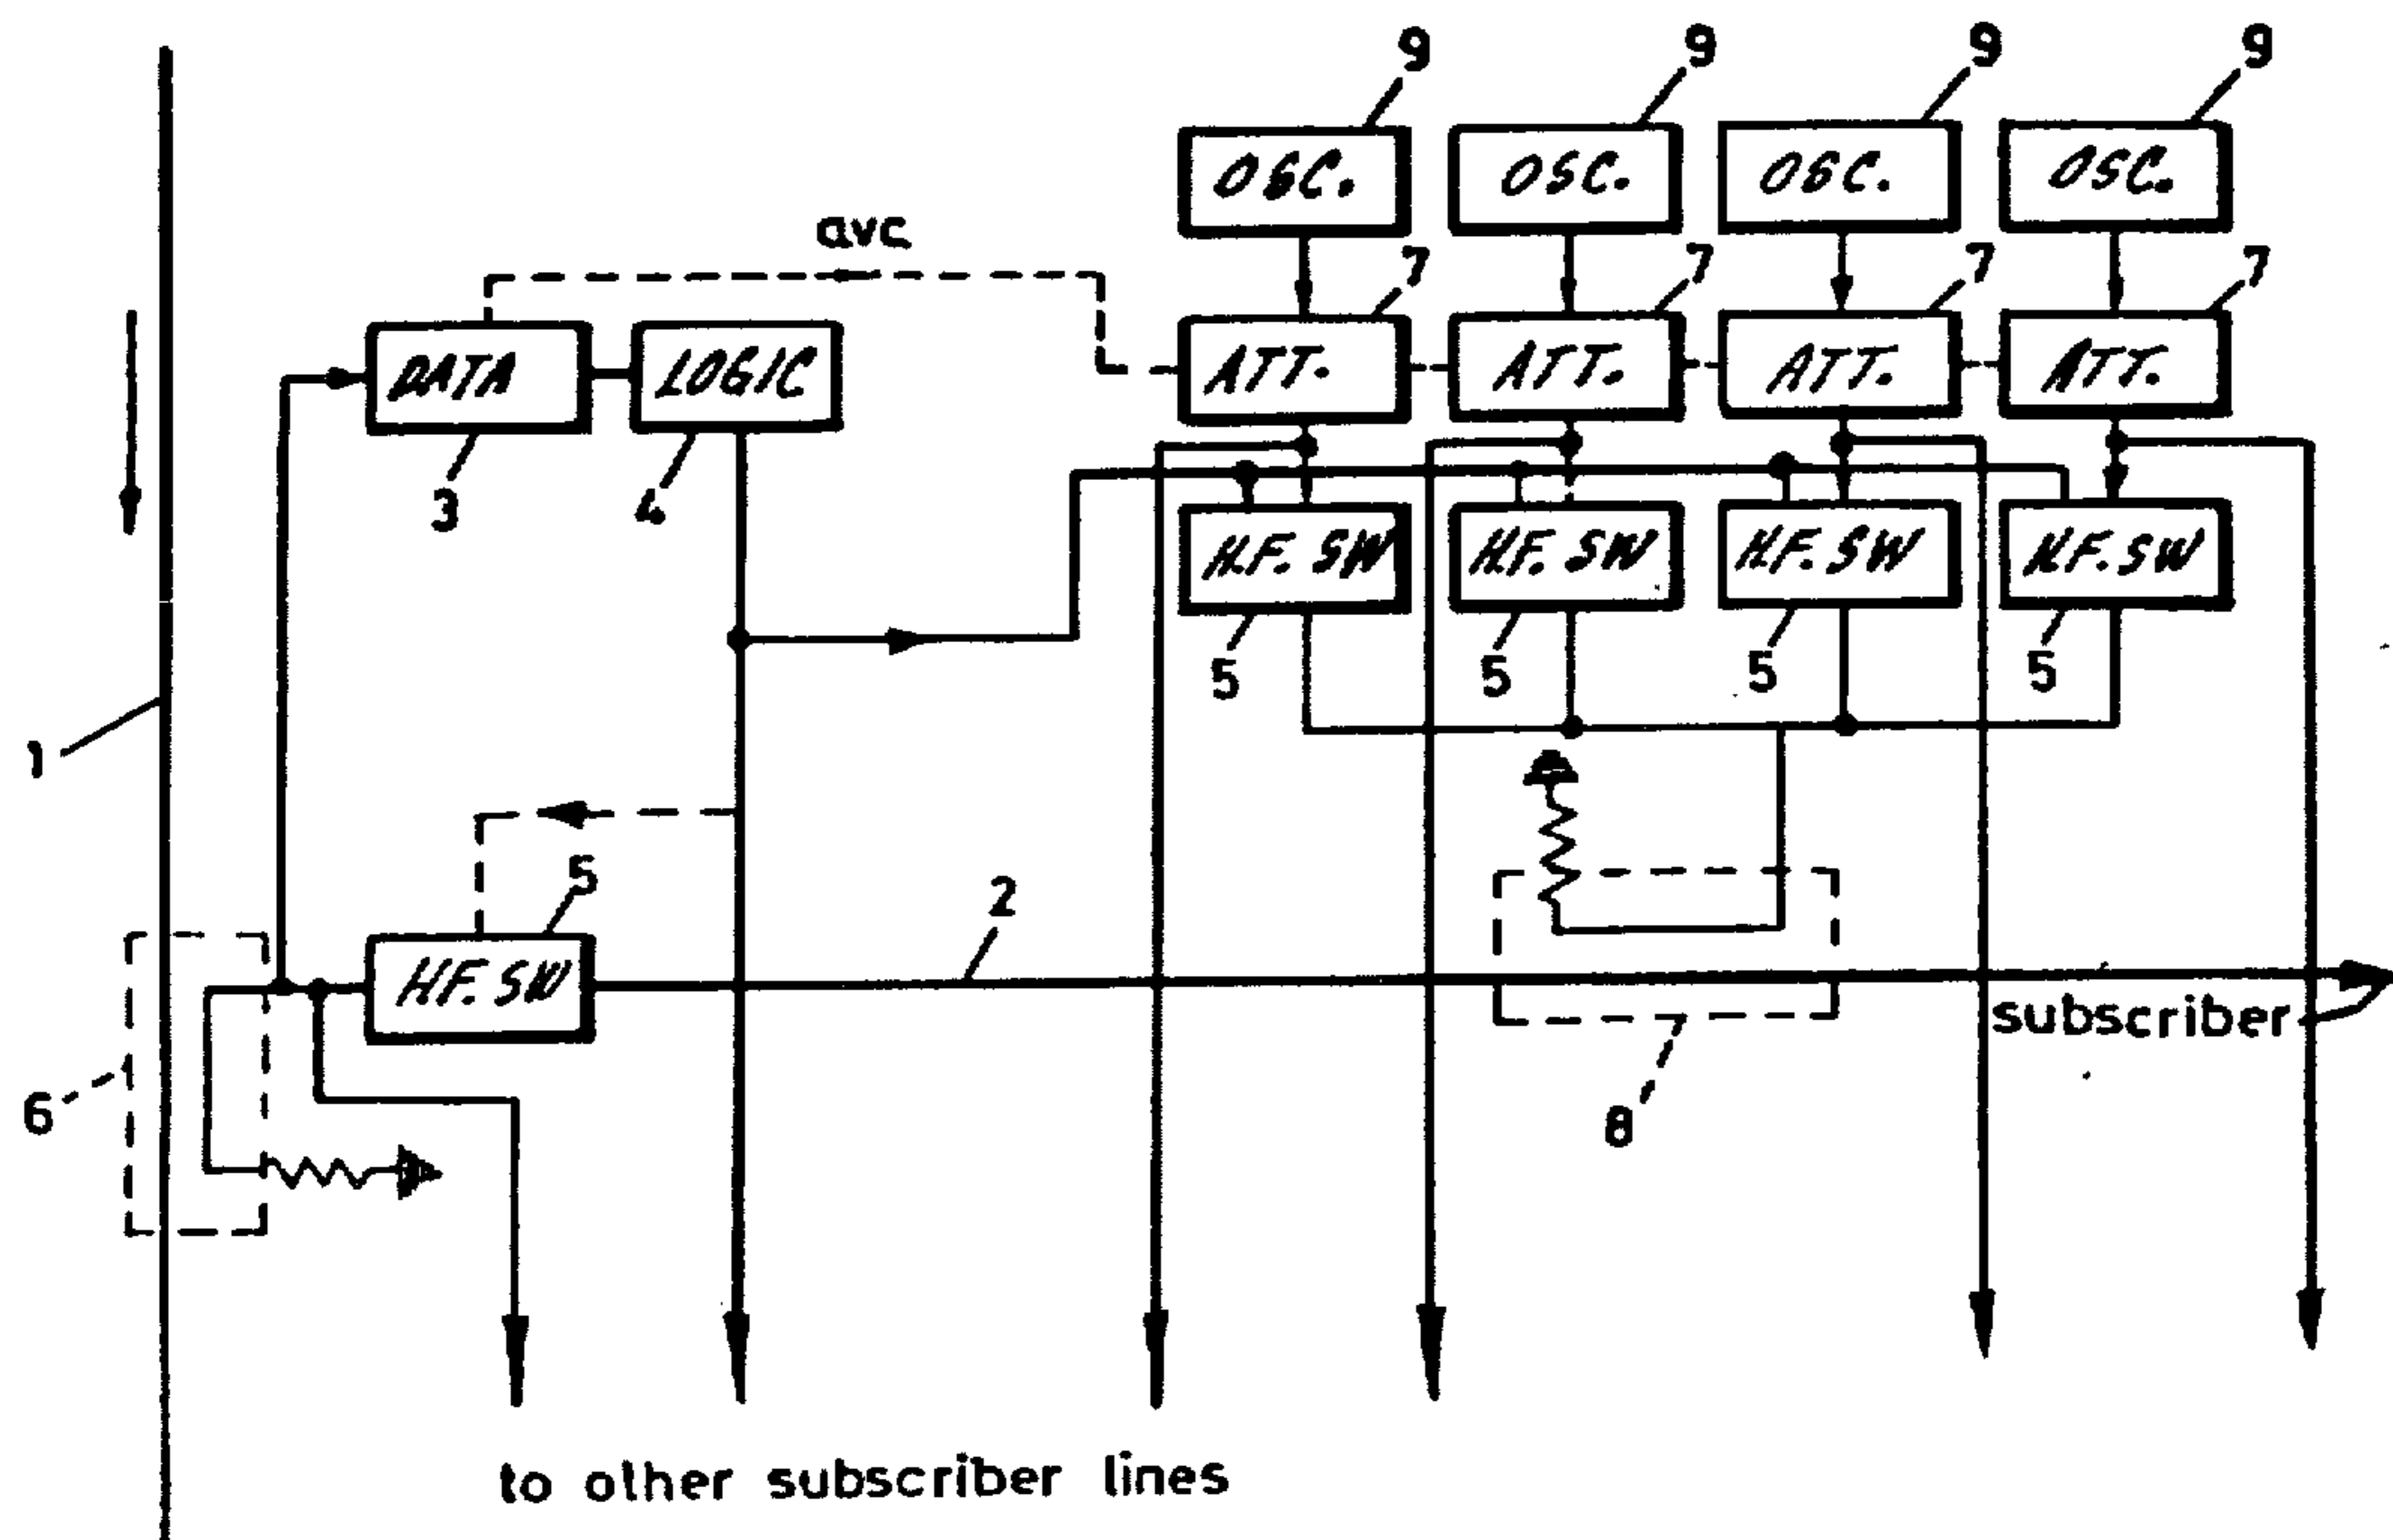 9 9 9 9
OSC. OSC. OSC. OSC.
avc
7 7 7 7
DATA LOGIC ATT. ATT. ATT. ATT.
3 4
H.F. SW H.F. SW H.F. SW H.F. SW
5 5 5 5
1
5
2
H.F. SW
subscriber
6
8
to other subscriber lines